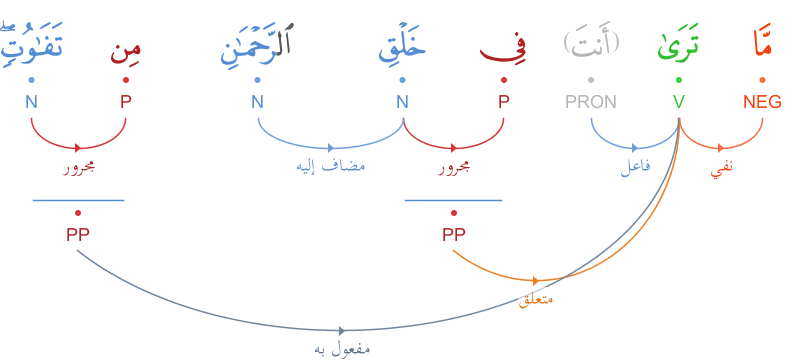 مَّا تَرَىٰ (أَنتَ) فِى خَلْقِ ٱلرَّحْمَٰنِ مِن تَفَٰوُتٍۢ ۖ
NEG V PRON P N N P N
نفي فاعل مجرور مضاف إليه مجرور
PP PP
متعلق
مفعول به